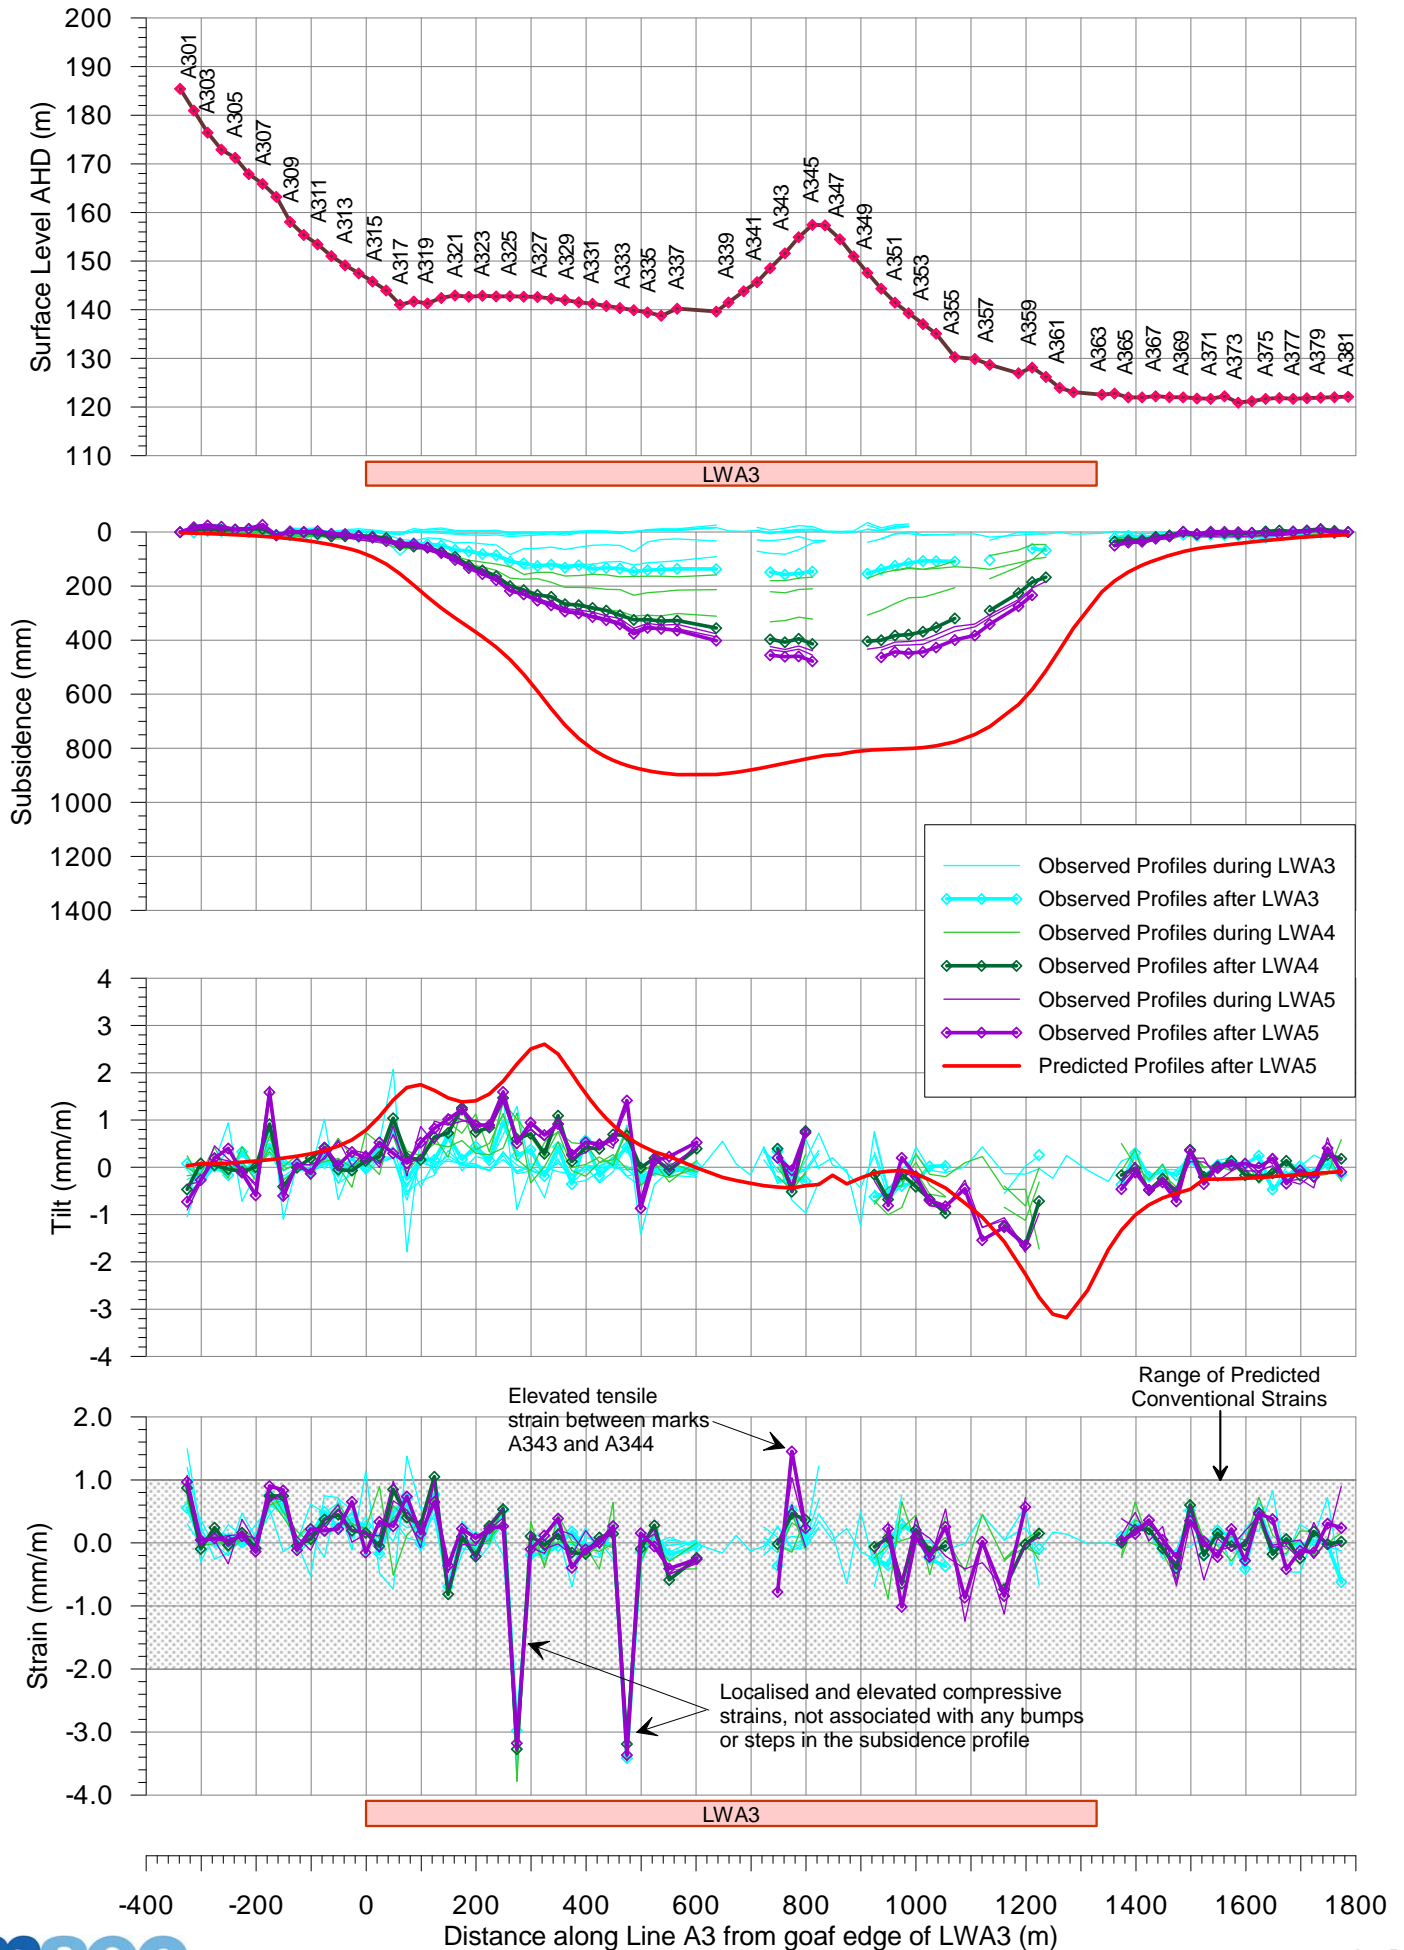 200
190
180
170
160
150
140
130
120
110
Surface Level AHD (m)
A301
A303
A305
A307
A309
A311
A313
A315
A317
A319
A321
A323
A325
A327
A329
A331
A333
A335
A337
A339
A341
A343
A345
A347
A349
A351
A353
A355
A357
A359
A361
A363
A365
A367
A369
A371
A373
A375
A377
A379
A381
LWA3
0
200
400
600
800
1000
1200
1400
Subsidence (mm)
Observed Profiles during LWA3
Observed Profiles after LWA3
Observed Profiles during LWA4
Observed Profiles after LWA4
Observed Profiles during LWA5
Observed Profiles after LWA5
Predicted Profiles after LWA5
4
3
2
1
0
-1
-2
-3
-4
Tilt (mm/m)
Range of Predicted
Conventional Strains
Elevated tensile
strain between marks
A343 and A344
2.0
1.0
0.0
-1.0
-2.0
-3.0
-4.0
Strain (mm/m)
Localised and elevated compressive
strains, not associated with any bumps
or steps in the subsidence profile
LWA3
-400 -200 0 200 400 600 800 1000 1200 1400 1600 1800
Distance along Line A3 from goaf edge of LWA3 (m)